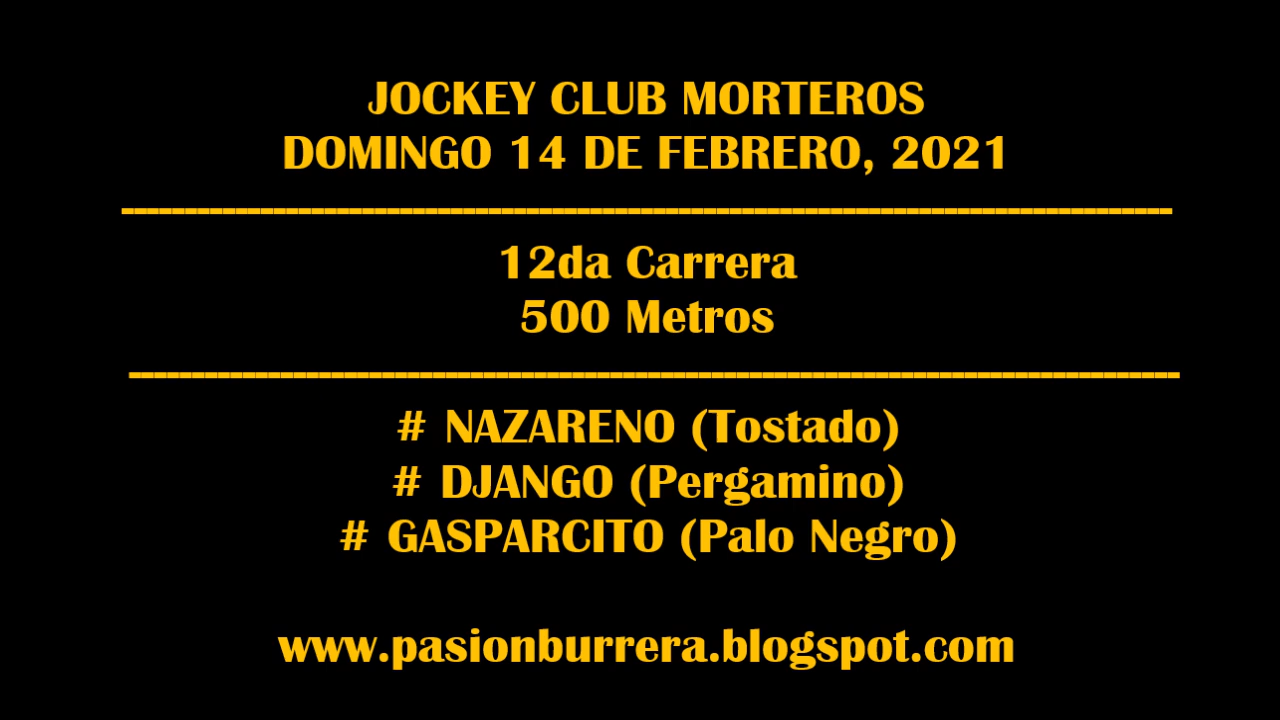 JOCKEY CLUB MORTEROS
DOMINGO 14 DE FEBRERO, 2021
12da Carrera
500 Metros
# NAZARENO (Tostado)
# DJANGO (Pergamino)
# GASPARCITO (Palo Negro)
www.pasionburrera.blogspot.com